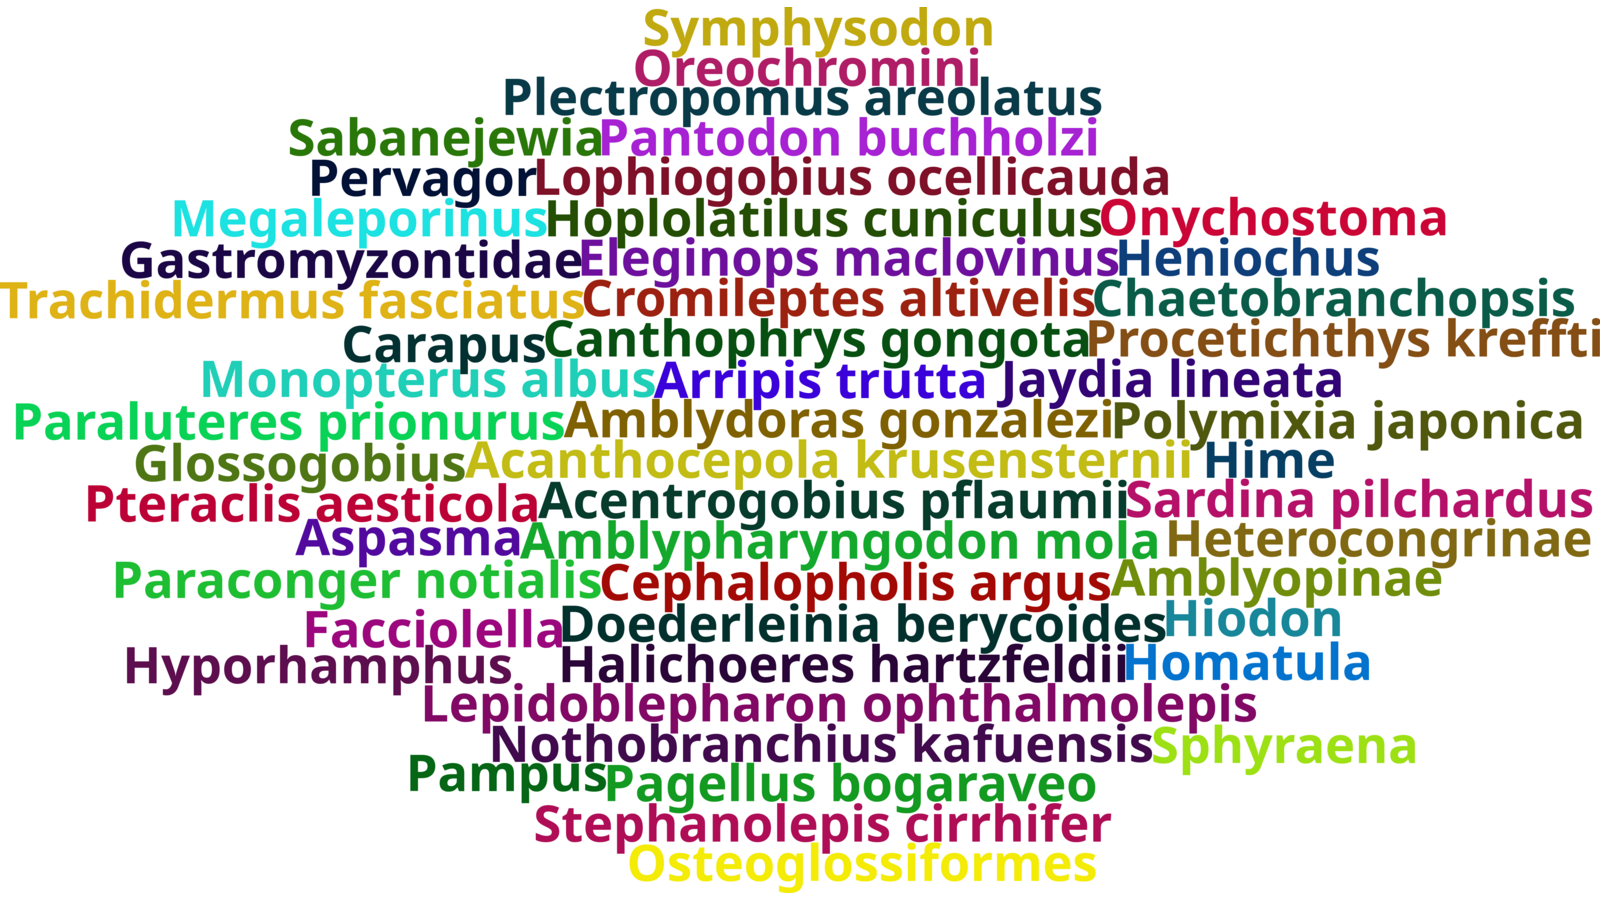 Symphysodon
Oreochromini
Plectropomus areolatus
Sabanejewia Pantodon buchholzi
Pervagor Lophiogobius ocellicauda
Megaleporinus Hoplolatilus cuniculus Onychostoma
Gastromyzontidae Eleginops maclovinus Heniochus
Trachidermus fasciatus Cromileptes altivelis Chaetobranchopsis
Carapus Canthophrys gongota Procetichthys kreffti
Monopterus albus Arripis trutta Jaydia lineata
Paraluteres prionurus Amblydoras gonzalezi Polymixia japonica
Glossogobius Acanthocepola krusensternii Hime
Pteraclis aesticola Acentrogobius pflaumii Sardina pilchardus
Aspasma Amblypharyngodon mola Heterocongrinae
Paraconger notialis Cephalopholis argus Amblyopinae
Facciolella Doederleinia berycoides Hiodon
Hyporhamphus Halichoeres hartzfeldii Homatula
Lepidoblepharon ophthalmolepis
Nothobranchius kafuensis Sphyraena
Pampus Pagellus bogaraveo
Stephanolepis cirrhifer
Osteoglossiformes